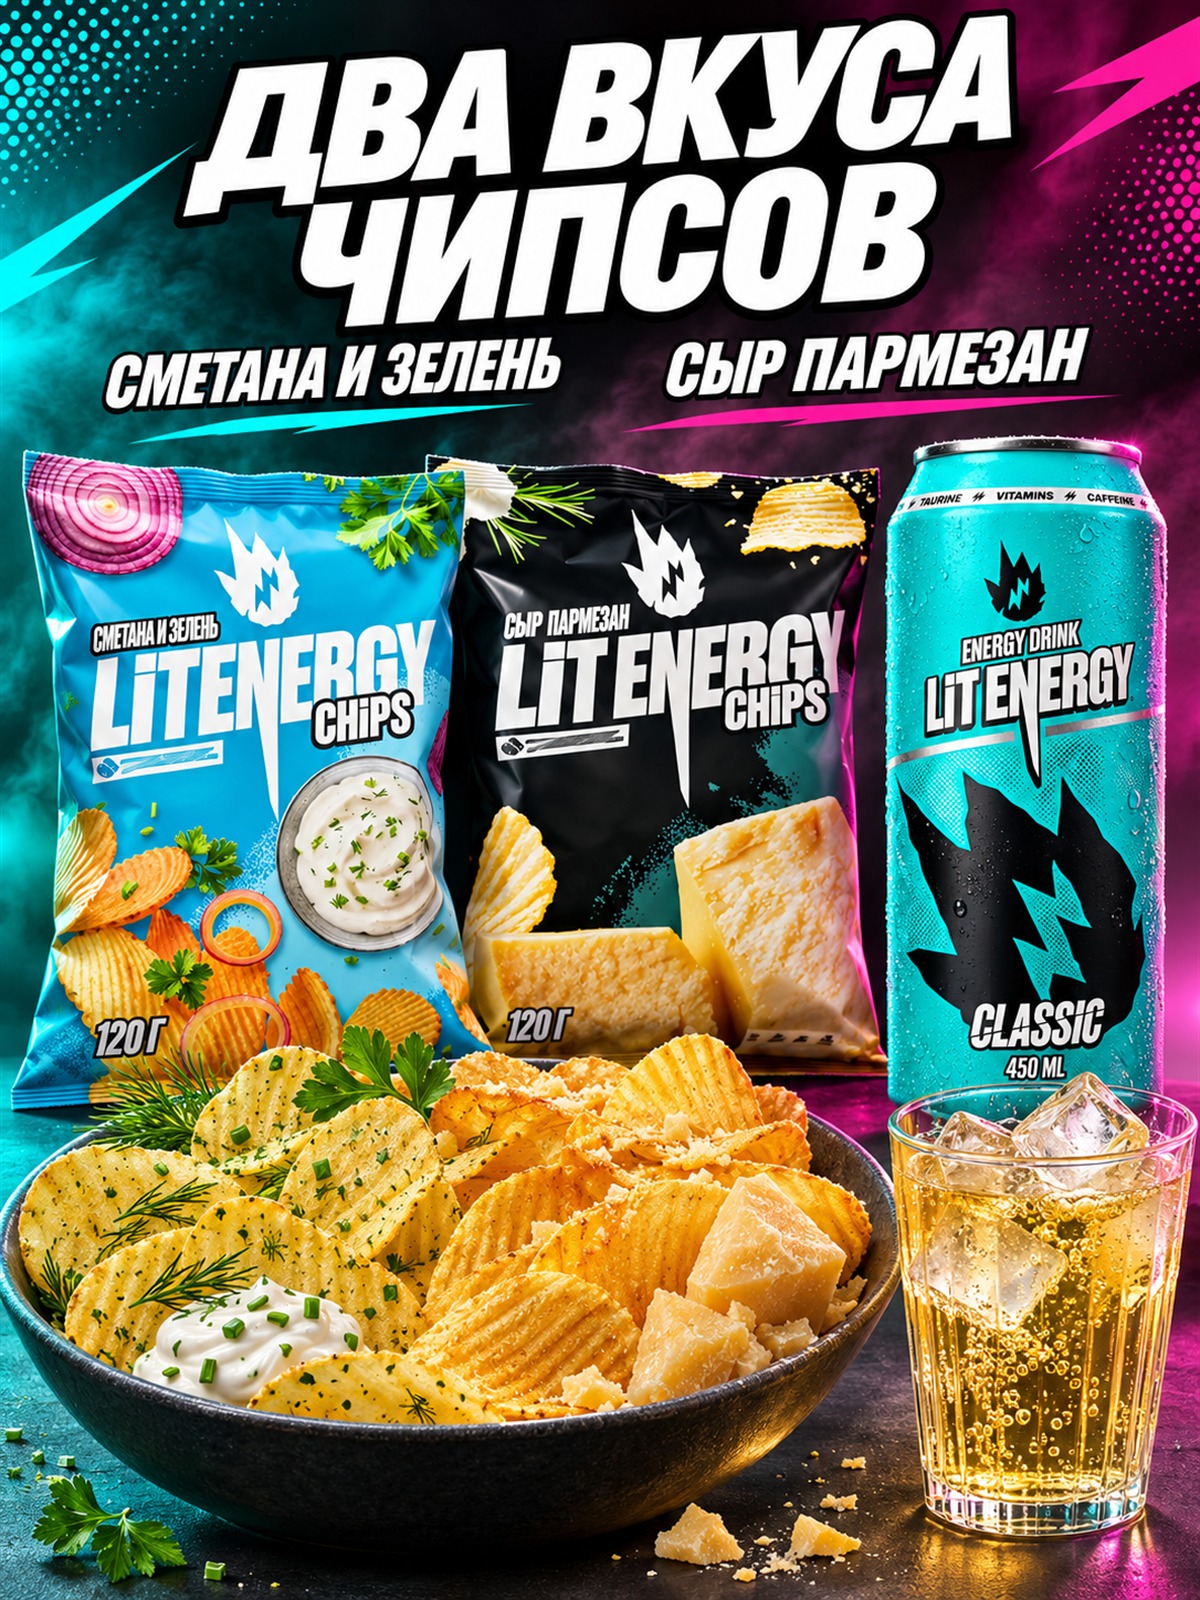 ДВА ВКУСА
ЧИПСОВ
СМЕТАНА И ЗЕЛЕНЬ
СЫР ПАРМЕЗАН
СМЕТАНА И ЗЕЛЕНЬ
LiTENERGY
CHiPS
120 Г
СЫР ПАРМЕЗАН
LiT ENERGY
CHiPS
120 Г
TAURINE VITAMINS CAFFEINE
ENERGY DRINK
LiT ENERGY
CLASSIC
450 ML